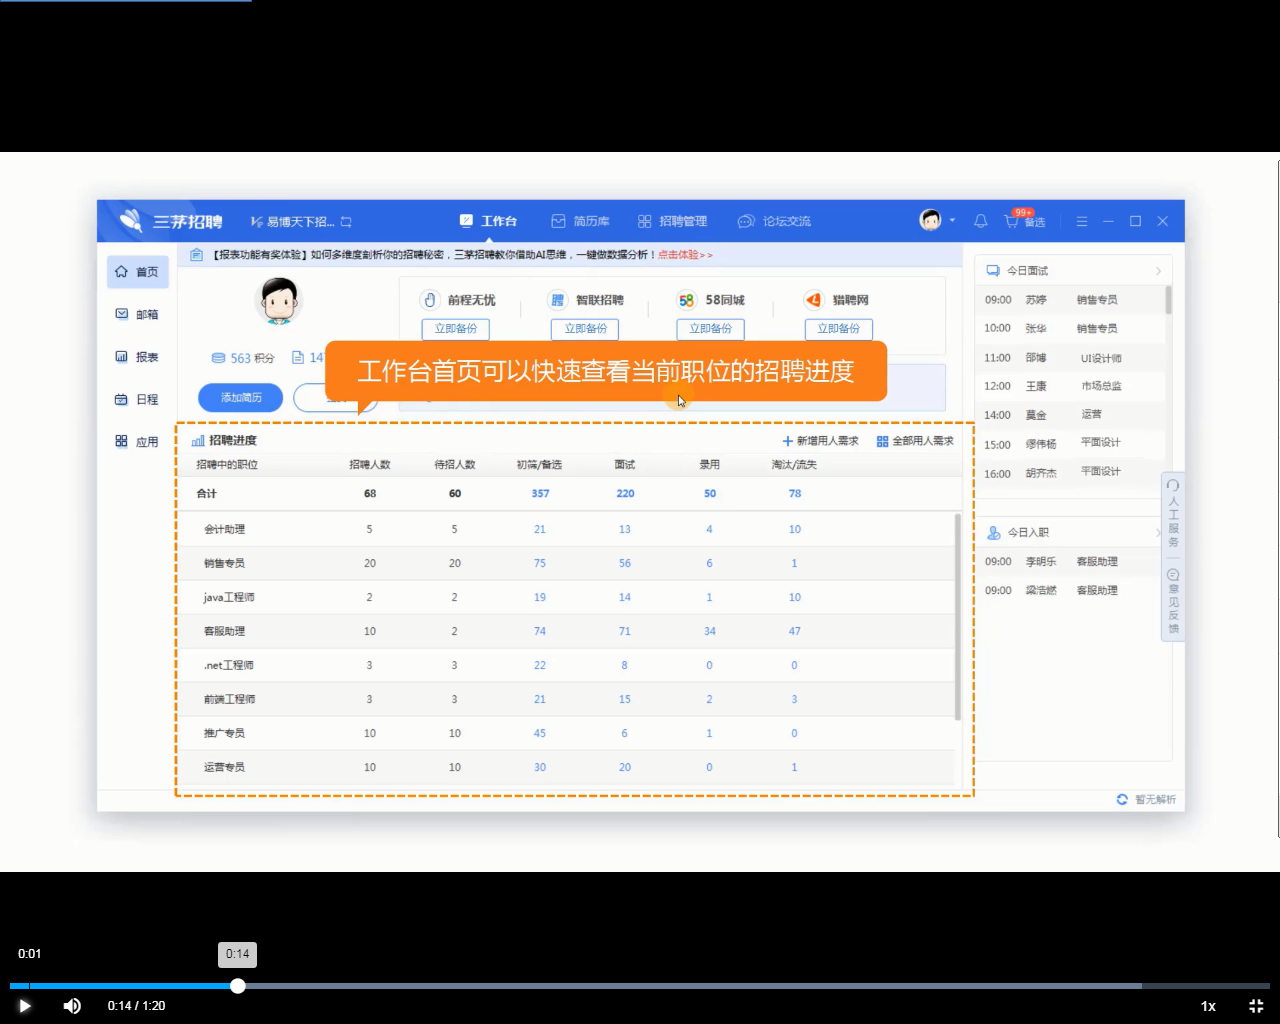 三茅招聘 易博天下招... 工作台 简历库 招聘管理 论坛交流 99+ 备选
首页
邮箱
报表
日程
应用
【报表功能有奖体验】如何多维度剖析你的招聘秘密，三茅招聘教你借助AI思维，一键做数据分析！点击体验>>
前程无忧 智联招聘 58同城 猎聘网
立即备份 立即备份 立即备份 立即备份
563 积分
添加简历
工作台首页可以快速查看当前职位的招聘进度
招聘进度 新增用人需求 全部用人需求
招聘中的职位 招聘人数 待招人数 初筛/备选 面试 录用 淘汰/流失
合计 68 60 357 220 50 78
会计助理 5 5 21 13 4 10
销售专员 20 20 75 56 6 1
java工程师 2 2 19 14 1 10
客服助理 10 2 74 71 34 47
.net工程师 3 3 22 8 0 0
前端工程师 3 3 21 15 2 3
推广专员 10 10 45 6 1 0
运营专员 10 10 30 20 0 1
今日面试
09:00 苏婷 销售专员
10:00 张华 销售专员
11:00 邵博 UI设计师
12:00 王康 市场总监
14:00 莫金 运营
15:00 缪伟杨 平面设计
16:00 胡齐杰 平面设计
今日入职
09:00 李明乐 客服助理
09:00 梁浩燃 客服助理
人工服务
意见反馈
暂无解析
0:01
0:14
0:14 / 1:20
1x